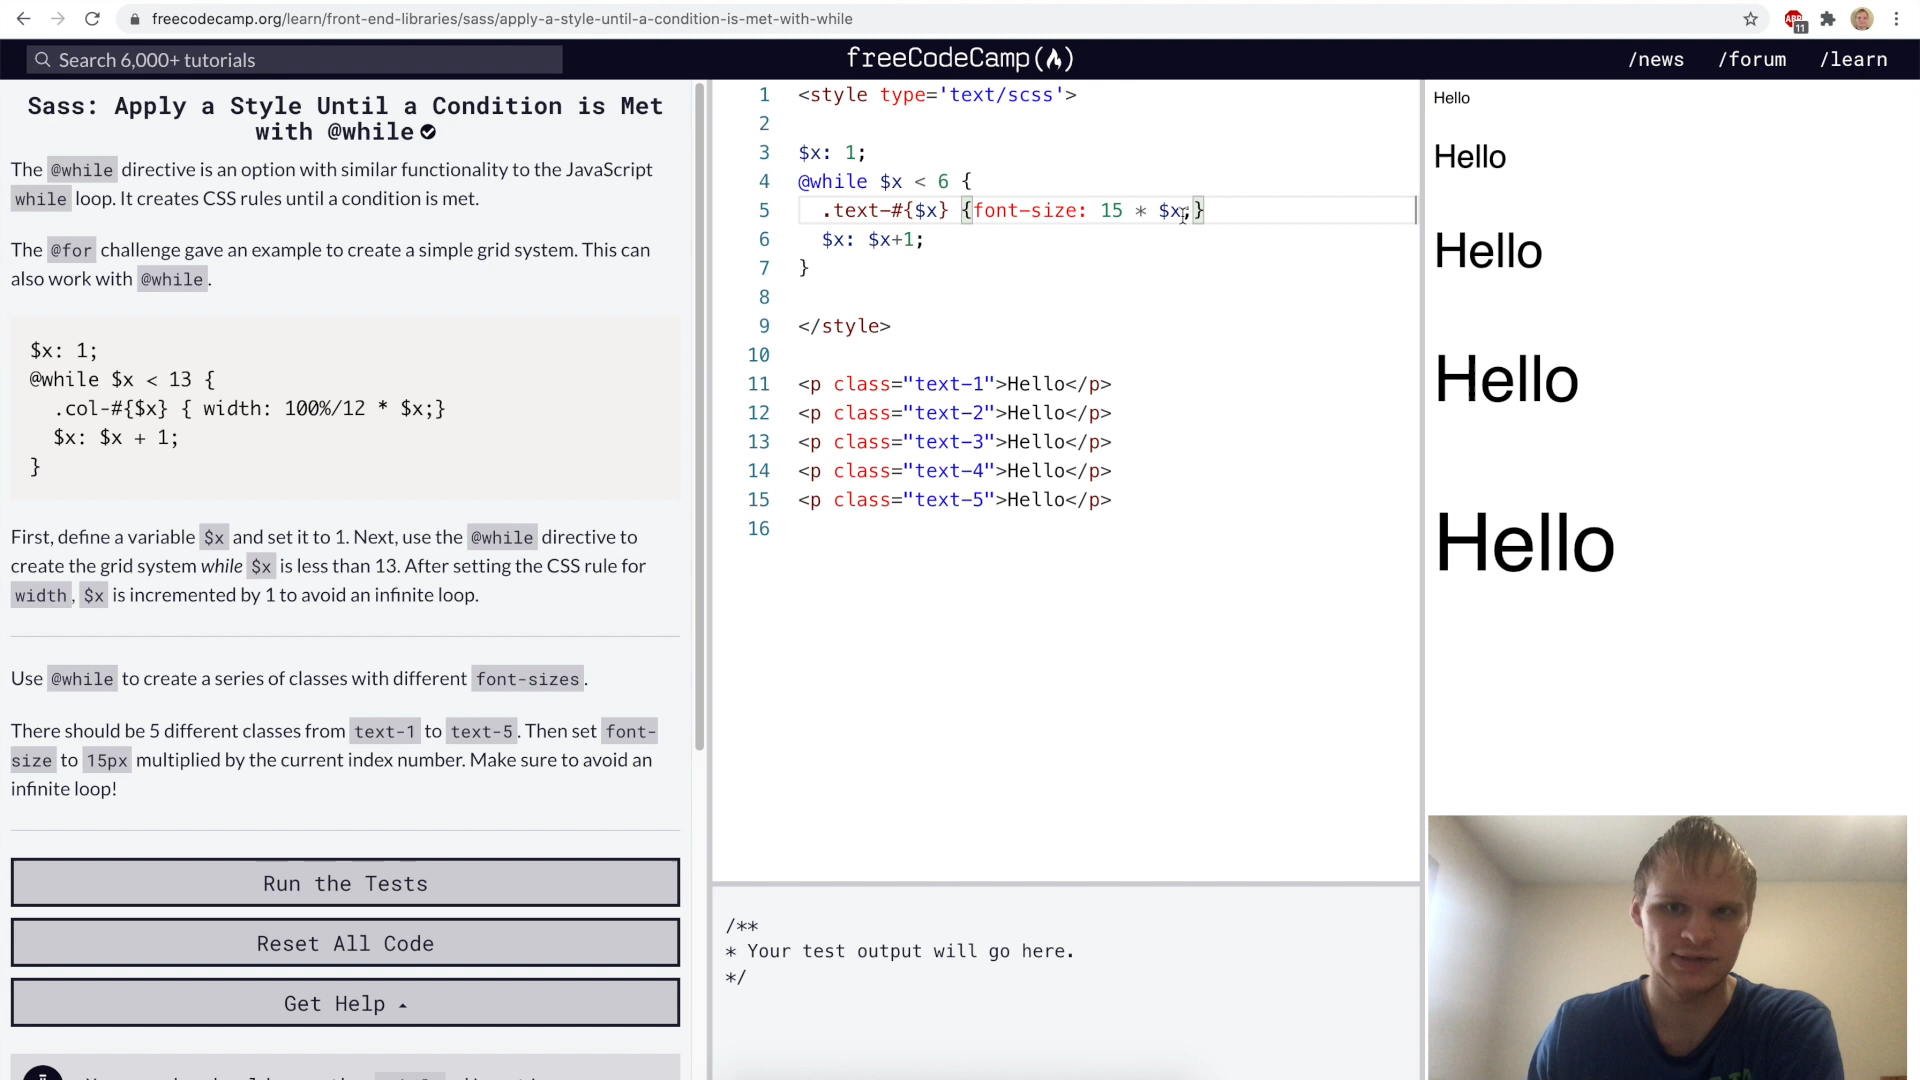 freecodecamp.org/learn/front-end-libraries/sass/apply-a-style-until-a-condition-is-met-with-while
11
Search 6,000+ tutorials
freeCodeCamp
/news /forum /learn
Sass: Apply a Style Until a Condition is Met
with @while
The @while directive is an option with similar functionality to the JavaScript
while loop. It creates CSS rules until a condition is met.
The @for challenge gave an example to create a simple grid system. This can
also work with @while.
$x: 1;
@while $x < 13 {
.col-#{$x} { width: 100%/12 * $x;}
$x: $x + 1;
}
First, define a variable $x and set it to 1. Next, use the @while directive to
create the grid system while $x is less than 13. After setting the CSS rule for
width, $x is incremented by 1 to avoid an infinite loop.
Use @while to create a series of classes with different font-sizes.
There should be 5 different classes from text-1 to text-5. Then set font-
size to 15px multiplied by the current index number. Make sure to avoid an
infinite loop!
Run the Tests
Reset All Code
Get Help
1 <style type='text/scss'>
2
3 $x: 1;
4 @while $x < 6 {
5 .text-#{$x} {font-size: 15 * $x;}
6 $x: $x+1;
7 }
8
9 </style>
10
11 <p class="text-1">Hello</p>
12 <p class="text-2">Hello</p>
13 <p class="text-3">Hello</p>
14 <p class="text-4">Hello</p>
15 <p class="text-5">Hello</p>
16
/**
* Your test output will go here.
*/
Hello
Hello
Hello
Hello
Hello